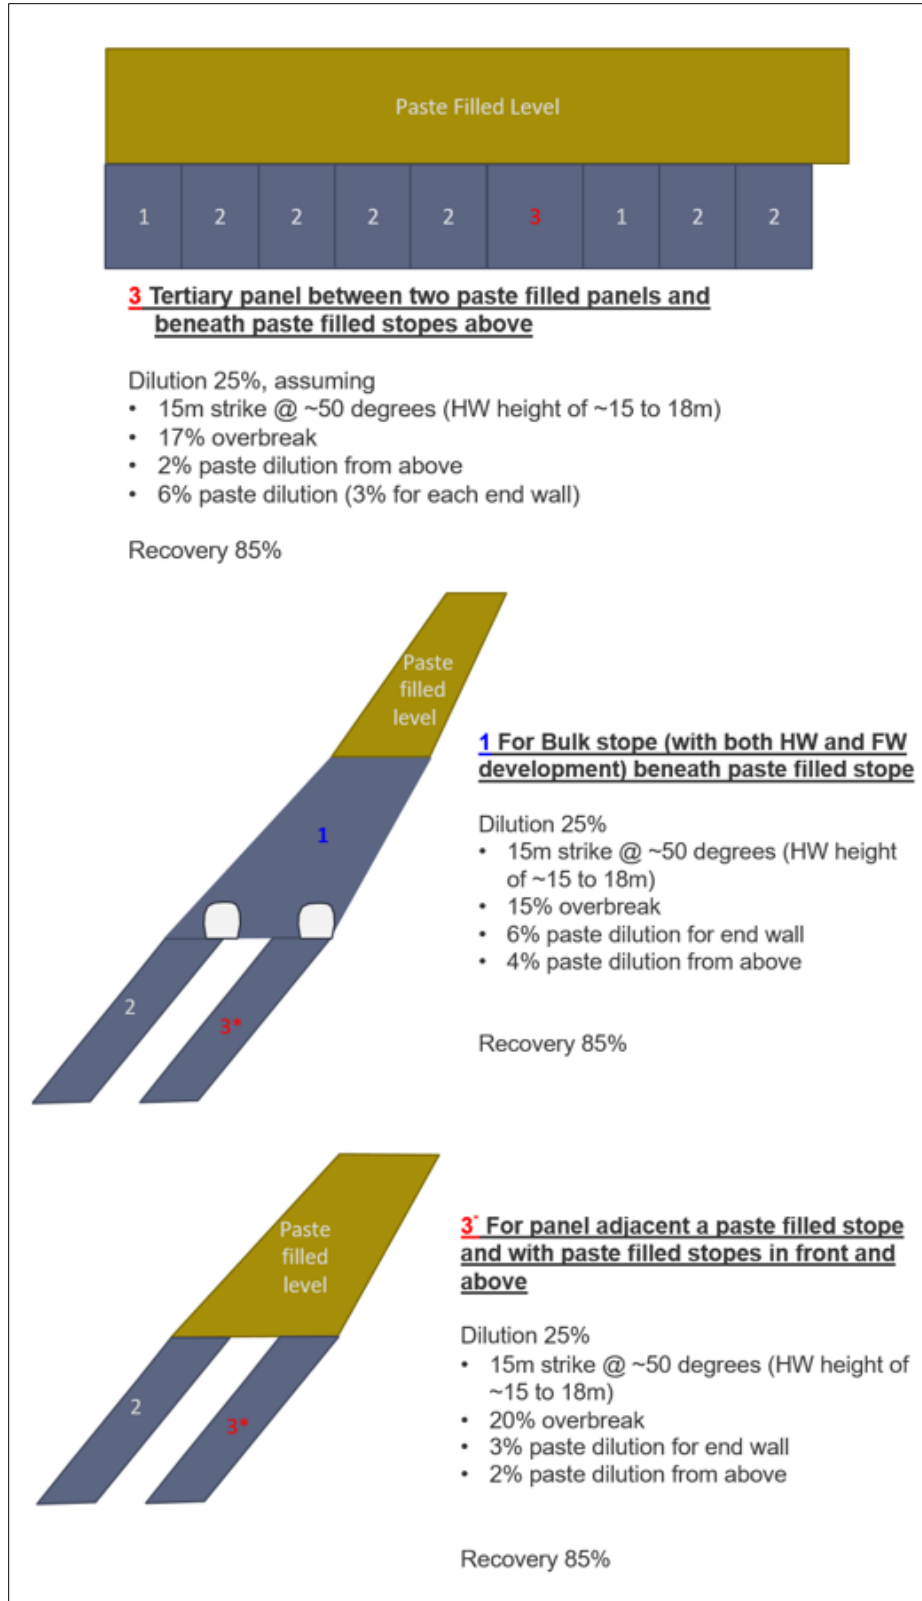 Paste Filled Level
1 2 2 2 2 3 1 2 2
3 Tertiary panel between two paste filled panels and
beneath paste filled stopes above
Dilution 25%, assuming
• 15m strike @ ~50 degrees (HW height of ~15 to 18m)
• 17% overbreak
• 2% paste dilution from above
• 6% paste dilution (3% for each end wall)
Recovery 85%
Paste
filled
level
1
2
3*
1 For Bulk stope (with both HW and FW
development) beneath paste filled stope
Dilution 25%
• 15m strike @ ~50 degrees (HW height
of ~15 to 18m)
• 15% overbreak
• 6% paste dilution for end wall
• 4% paste dilution from above
Recovery 85%
Paste
filled
level
2
3*
3* For panel adjacent a paste filled stope
and with paste filled stopes in front and
above
Dilution 25%
• 15m strike @ ~50 degrees (HW height of
~15 to 18m)
• 20% overbreak
• 3% paste dilution for end wall
• 2% paste dilution from above
Recovery 85%